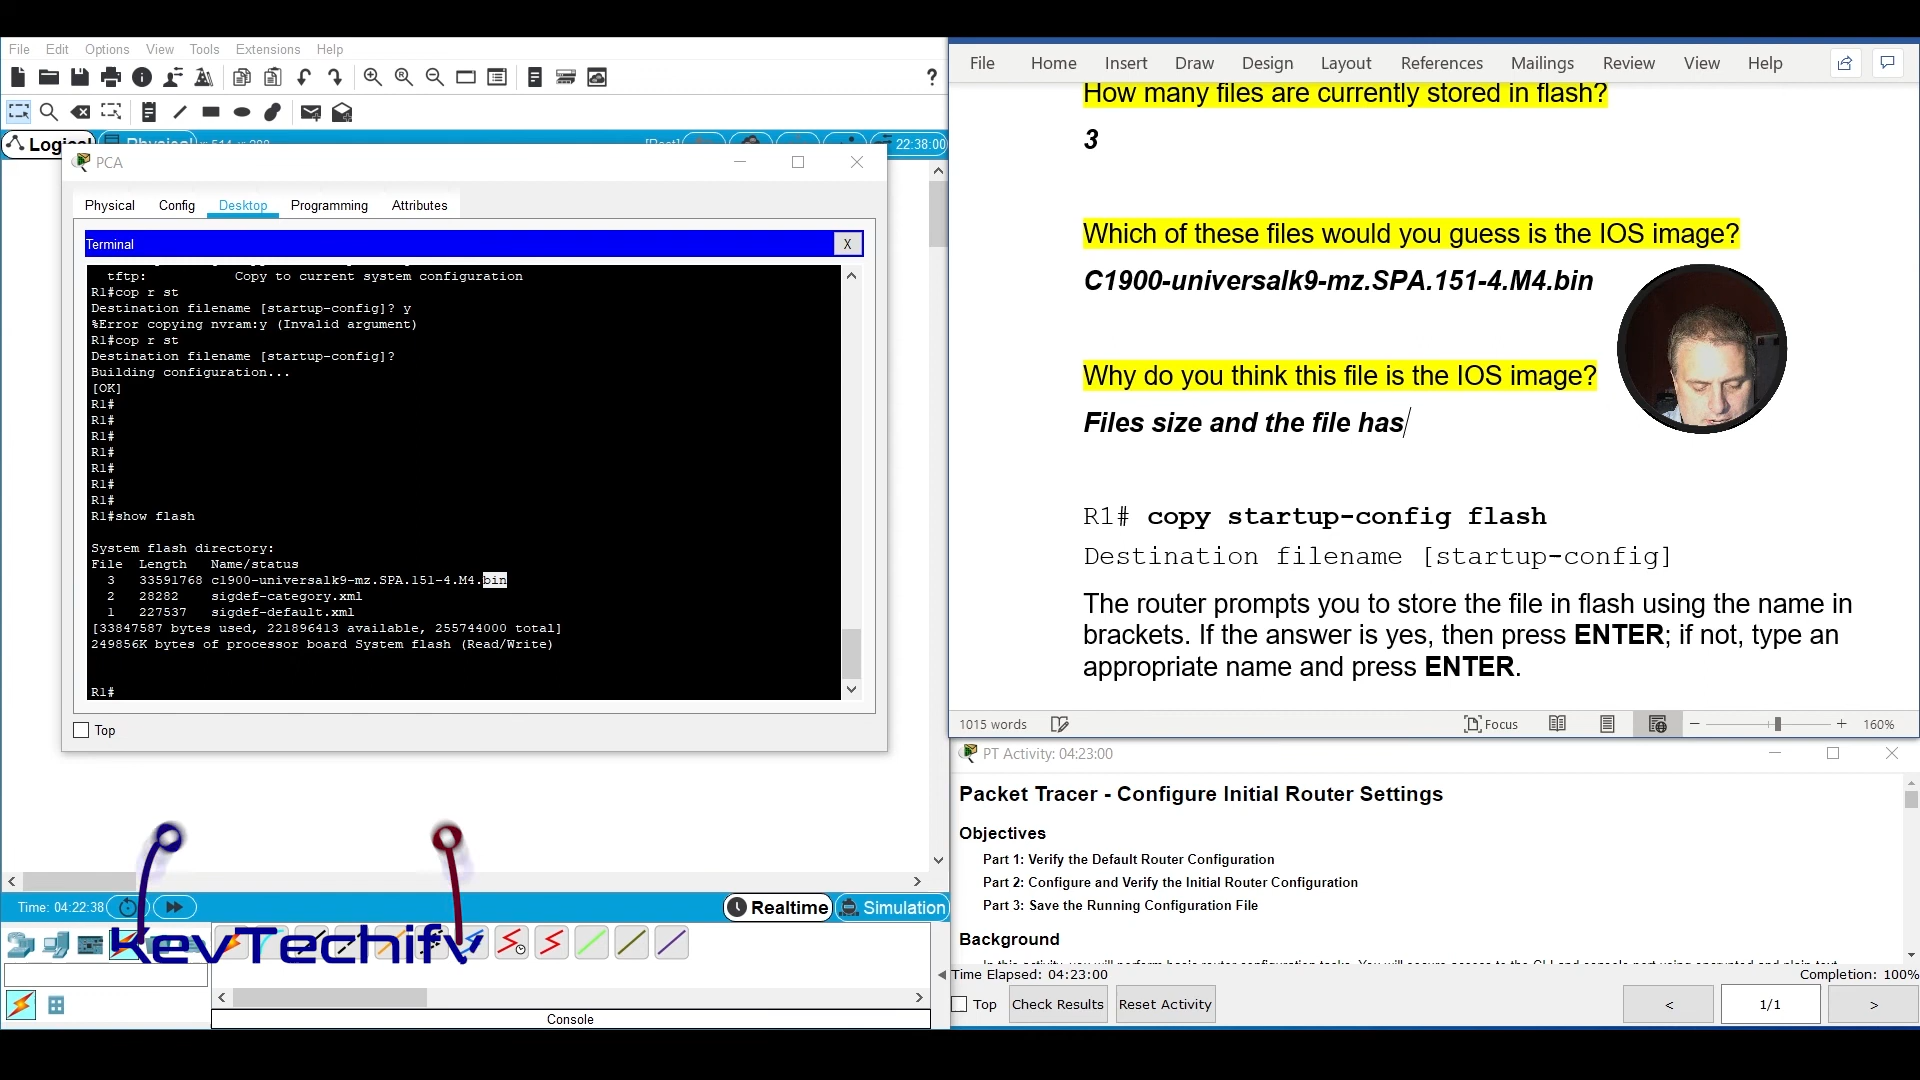 File Edit Options View Tools Extensions Help
?
Logical Physical
[Root] 22:38:00
PCA
Physical Config Desktop Programming Attributes
Terminal X
tftp: Copy to current system configuration
R1#cop r st
Destination filename [startup-config]? y
%Error copying nvram:y (Invalid argument)
R1#cop r st
Destination filename [startup-config]?
Building configuration...
[OK]
R1#
R1#
R1#
R1#
R1#
R1#
R1#
R1#show flash
System flash directory:
File Length Name/status
3 33591768 c1900-universalk9-mz.SPA.151-4.M4.bin
2 28282 sigdef-category.xml
1 227537 sigdef-default.xml
[33847587 bytes used, 221896413 available, 255744000 total]
249856K bytes of processor board System flash (Read/Write)
R1#
Top
Time: 04:22:38
Realtime Simulation
KevTechify
Console
File Home Insert Draw Design Layout References Mailings Review View Help
How many files are currently stored in flash?
3
Which of these files would you guess is the IOS image?
C1900-universalk9-mz.SPA.151-4.M4.bin
Why do you think this file is the IOS image?
Files size and the file has
R1# copy startup-config flash
Destination filename [startup-config]
The router prompts you to store the file in flash using the name in
brackets. If the answer is yes, then press ENTER; if not, type an
appropriate name and press ENTER.
1015 words Focus 160%
PT Activity: 04:23:00
Packet Tracer - Configure Initial Router Settings
Objectives
Part 1: Verify the Default Router Configuration
Part 2: Configure and Verify the Initial Router Configuration
Part 3: Save the Running Configuration File
Background
Time Elapsed: 04:23:00 Completion: 100%
Top Check Results Reset Activity < 1/1 >